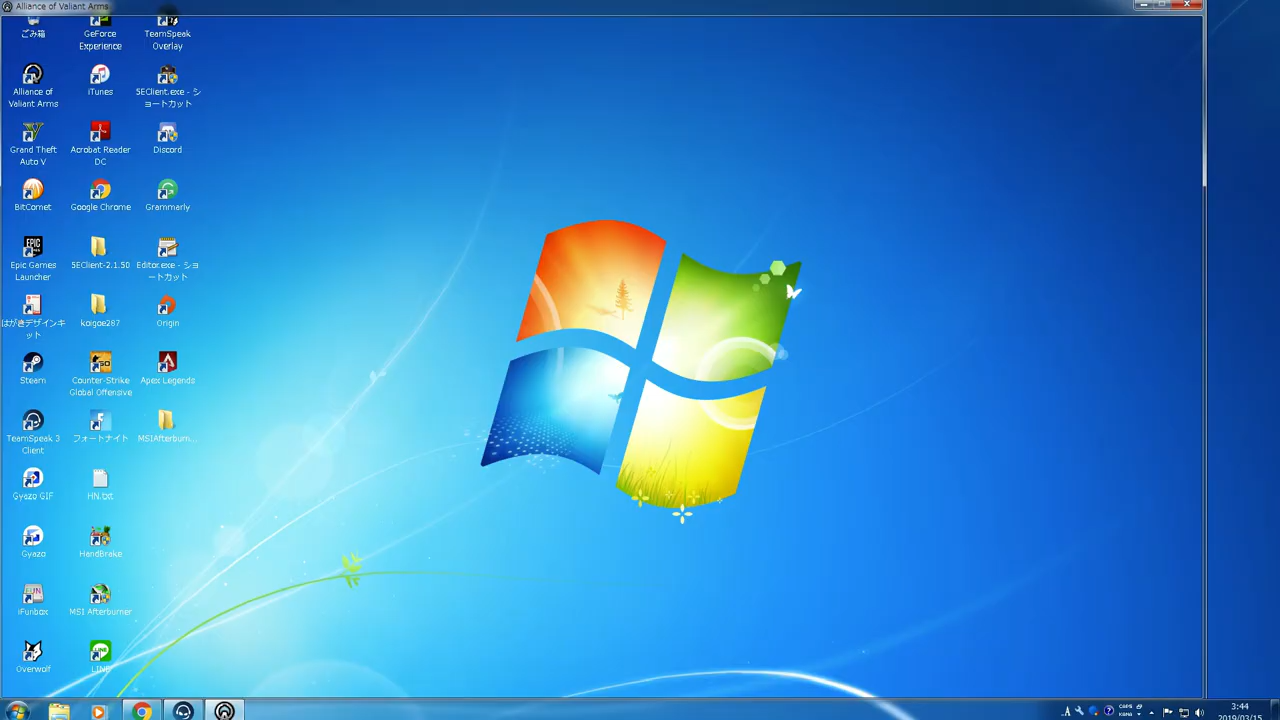 Alliance of Valiant Arms
ごみ箱
GeForce
Experience
TeamSpeak
Overlay
Alliance of
Valiant Arms
iTunes
5EClient.exe - シ
ョートカット
Grand Theft
Auto V
Acrobat Reader
DC
Discord
BitComet
Google Chrome
Grammarly
Epic Games
Launcher
5EClient-2.1.50
Editor.exe - ショ
ートカット
はがきデザインキ
ット
koigoe287
Origin
Steam
Counter-Strike
Global Offensive
Apex Legends
TeamSpeak 3
Client
フォートナイト
MSIAfterburn...
Gyazo GIF
HN.txt
Gyazo
HandBrake
iFunbox
MSI Afterburner
Overwolf
LINE
A
CAPS
KANA
3:44
2019/03/15